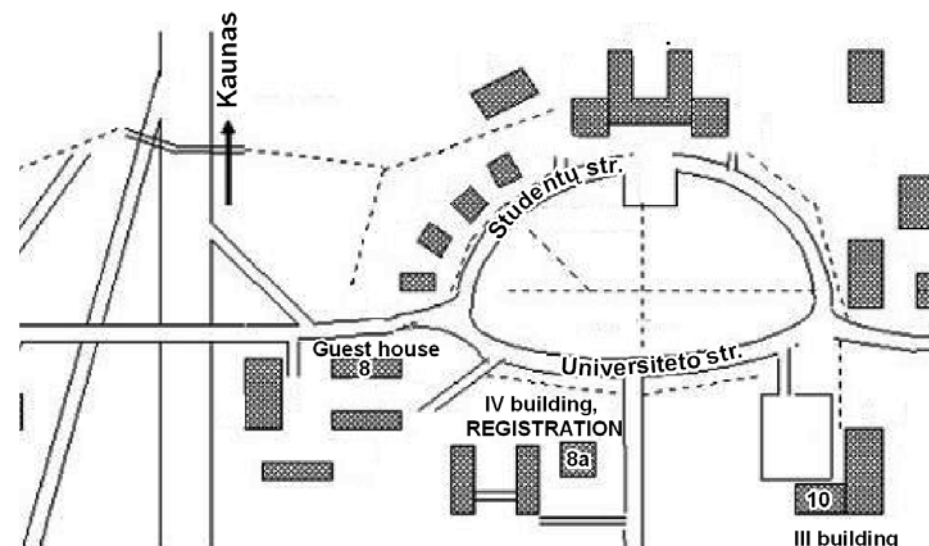 Kaunas
Studentų str.
Guest house
8
Universiteto str.
IV building,
REGISTRATION
8a
10
III building